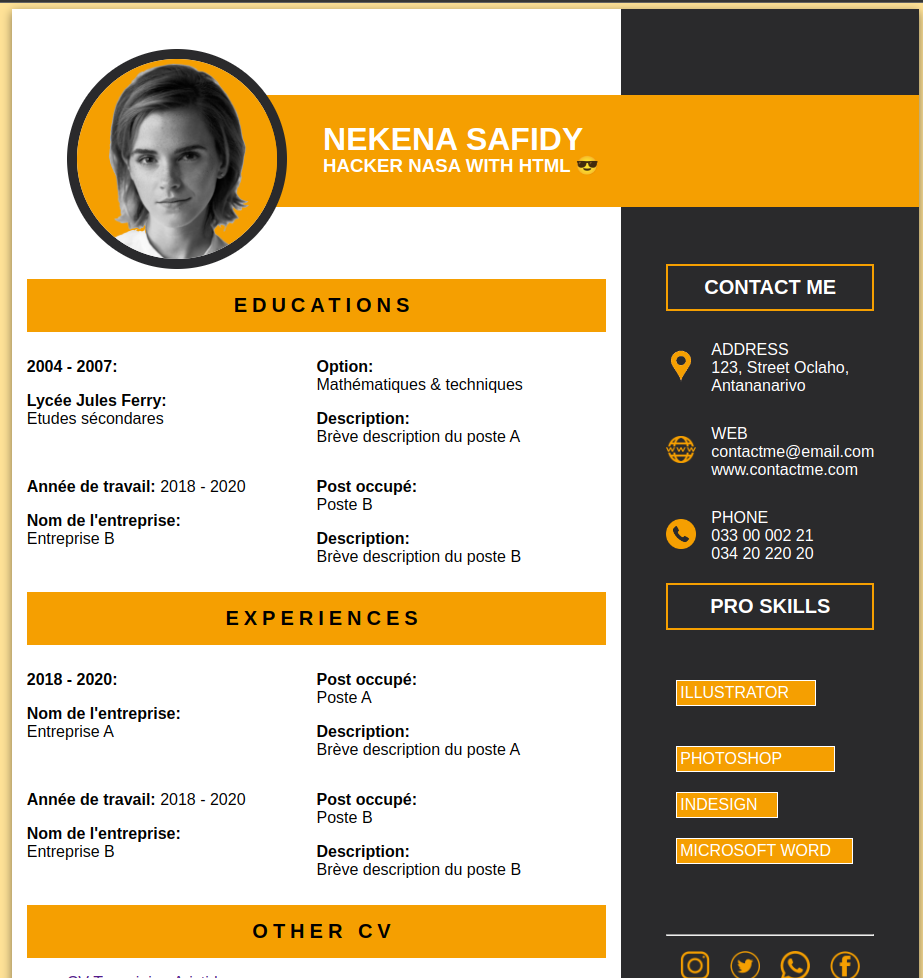 NEKENA SAFIDY
HACKER NASA WITH HTML 😎
EDUCATIONS
2004 - 2007:
Lycée Jules Ferry:
Etudes sécondares
Option:
Mathématiques & techniques
Description:
Brève description du poste A
Année de travail: 2018 - 2020
Nom de l'entreprise:
Entreprise B
Post occupé:
Poste B
Description:
Brève description du poste B
EXPERIENCES
2018 - 2020:
Nom de l'entreprise:
Entreprise A
Post occupé:
Poste A
Description:
Brève description du poste A
Année de travail: 2018 - 2020
Nom de l'entreprise:
Entreprise B
Post occupé:
Poste B
Description:
Brève description du poste B
OTHER CV
CONTACT ME
ADDRESS
123, Street Oclaho,
Antananarivo
WEB
contactme@email.com
www.contactme.com
PHONE
033 00 002 21
034 20 220 20
PRO SKILLS
ILLUSTRATOR
PHOTOSHOP
INDESIGN
MICROSOFT WORD